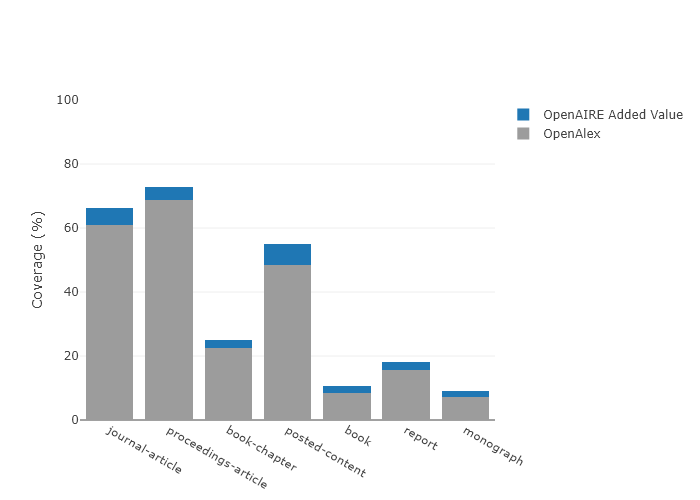 100
80
60
40
20
0
Coverage (%)
journal-article
proceedings-article
book-chapter
posted-content
book
report
monograph
OpenAIRE Added Value
OpenAlex